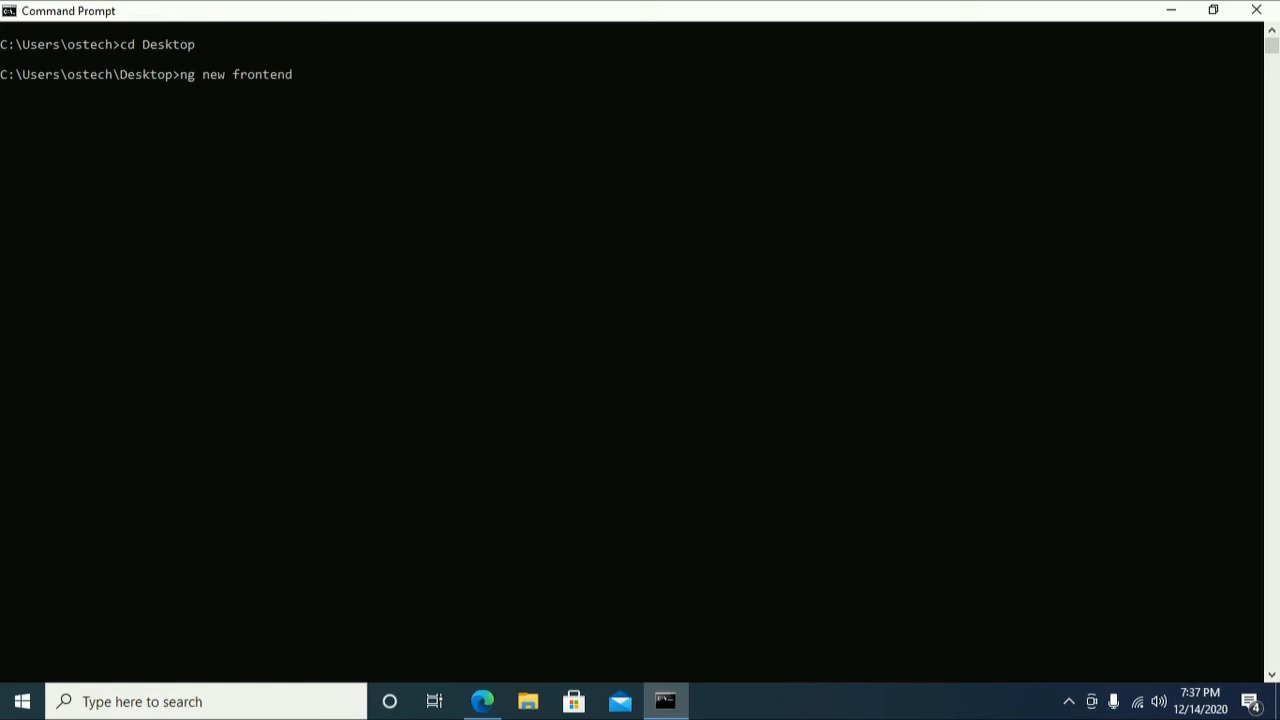 Command Prompt
C:\Users\ostech>cd Desktop
C:\Users\ostech\Desktop>ng new frontend
Type here to search
7:37 PM
12/14/2020
4